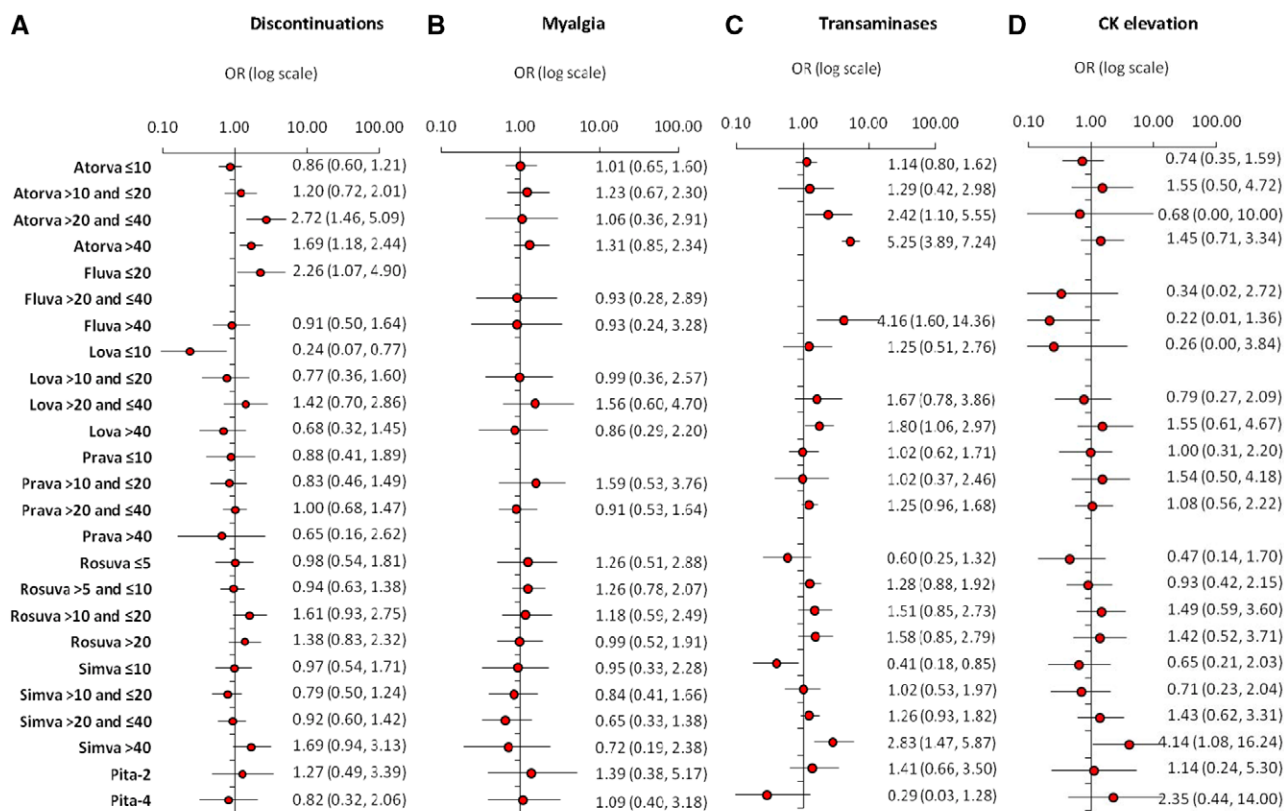 A Discontinuations B Myalgia C Transaminases D CK elevation
OR (log scale) OR (log scale) OR (log scale) OR (log scale)
0.10 1.00 10.00 100.00 0.10 1.00 10.00 100.00 0.10 1.00 10.00 100.00 0.10 1.00 10.00 100.00
Atorva ≤10 0.86 (0.60, 1.21) 1.01 (0.65, 1.60) 1.14 (0.80, 1.62) 0.74 (0.35, 1.59)
Atorva >10 and ≤20 1.20 (0.72, 2.01) 1.23 (0.67, 2.30) 1.29 (0.42, 2.98) 1.55 (0.50, 4.72)
Atorva >20 and ≤40 2.72 (1.46, 5.09) 1.06 (0.36, 2.91) 2.42 (1.10, 5.55) 0.68 (0.00, 10.00)
Atorva >40 1.69 (1.18, 2.44) 1.31 (0.85, 2.34) 5.25 (3.89, 7.24) 1.45 (0.71, 3.34)
Fluva ≤20 2.26 (1.07, 4.90)
Fluva >20 and ≤40 0.93 (0.28, 2.89) 0.34 (0.02, 2.72)
Fluva >40 0.91 (0.50, 1.64) 0.93 (0.24, 3.28) 4.16 (1.60, 14.36) 0.22 (0.01, 1.36)
Lova ≤10 0.24 (0.07, 0.77) 1.25 (0.51, 2.76) 0.26 (0.00, 3.84)
Lova >10 and ≤20 0.77 (0.36, 1.60) 0.99 (0.36, 2.57)
Lova >20 and ≤40 1.42 (0.70, 2.86) 1.56 (0.60, 4.70) 1.67 (0.78, 3.86) 0.79 (0.27, 2.09)
Lova >40 0.68 (0.32, 1.45) 0.86 (0.29, 2.20) 1.80 (1.06, 2.97) 1.55 (0.61, 4.67)
Prava ≤10 0.88 (0.41, 1.89) 1.02 (0.62, 1.71) 1.00 (0.31, 2.20)
Prava >10 and ≤20 0.83 (0.46, 1.49) 1.59 (0.53, 3.76) 1.02 (0.37, 2.46) 1.54 (0.50, 4.18)
Prava >20 and ≤40 1.00 (0.68, 1.47) 0.91 (0.53, 1.64) 1.25 (0.96, 1.68) 1.08 (0.56, 2.22)
Prava >40 0.65 (0.16, 2.62)
Rosuva ≤5 0.98 (0.54, 1.81) 1.26 (0.51, 2.88) 0.60 (0.25, 1.32) 0.47 (0.14, 1.70)
Rosuva >5 and ≤10 0.94 (0.63, 1.38) 1.26 (0.78, 2.07) 1.28 (0.88, 1.92) 0.93 (0.42, 2.15)
Rosuva >10 and ≤20 1.61 (0.93, 2.75) 1.18 (0.59, 2.49) 1.51 (0.85, 2.73) 1.49 (0.59, 3.60)
Rosuva >20 1.38 (0.83, 2.32) 0.99 (0.52, 1.91) 1.58 (0.85, 2.79) 1.42 (0.52, 3.71)
Simva ≤10 0.97 (0.54, 1.71) 0.95 (0.33, 2.28) 0.41 (0.18, 0.85) 0.65 (0.21, 2.03)
Simva >10 and ≤20 0.79 (0.50, 1.24) 0.84 (0.41, 1.56) 1.02 (0.53, 1.97) 0.71 (0.23, 2.04)
Simva >20 and ≤40 0.92 (0.60, 1.42) 0.65 (0.33, 1.38) 1.26 (0.93, 1.82) 1.43 (0.62, 3.31)
Simva >40 1.69 (0.94, 3.13) 0.72 (0.19, 2.38) 2.83 (1.47, 5.87) 4.14 (1.08, 16.24)
Pita-2 1.27 (0.49, 3.39) 1.39 (0.38, 5.17) 1.41 (0.66, 3.50) 1.14 (0.24, 5.30)
Pita-4 0.82 (0.32, 2.06) 1.09 (0.40, 3.18) 0.29 (0.03, 1.28) 2.35 (0.44, 14.00)